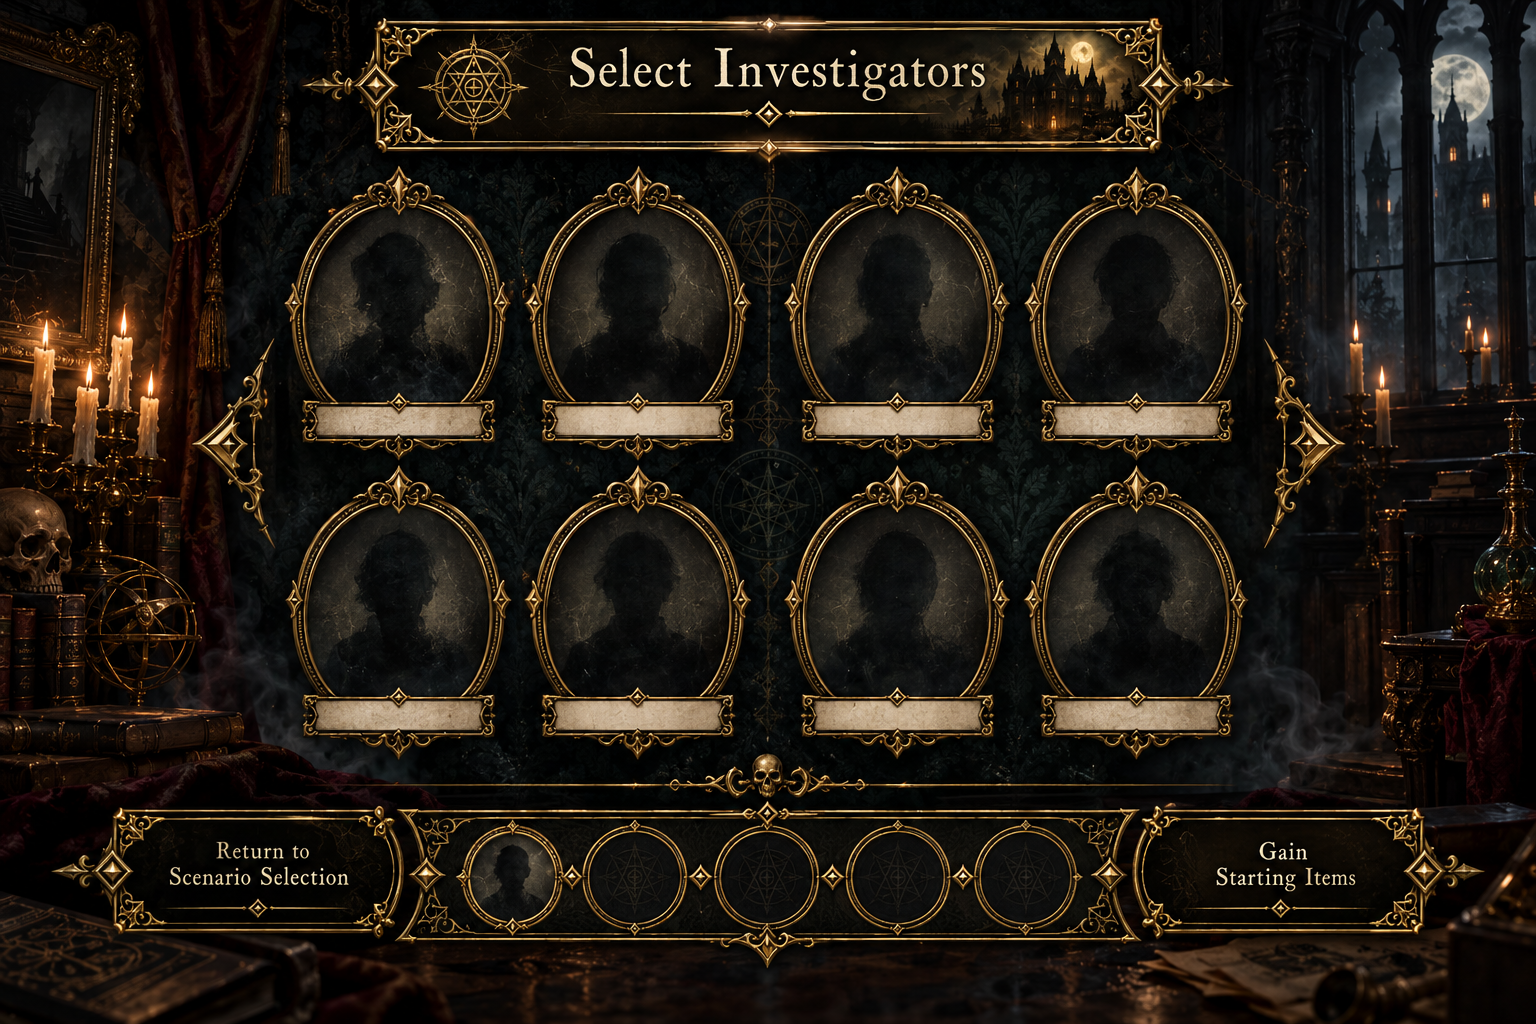 Select Investigators
Return to
Scenario Selection
Gain
Starting Items